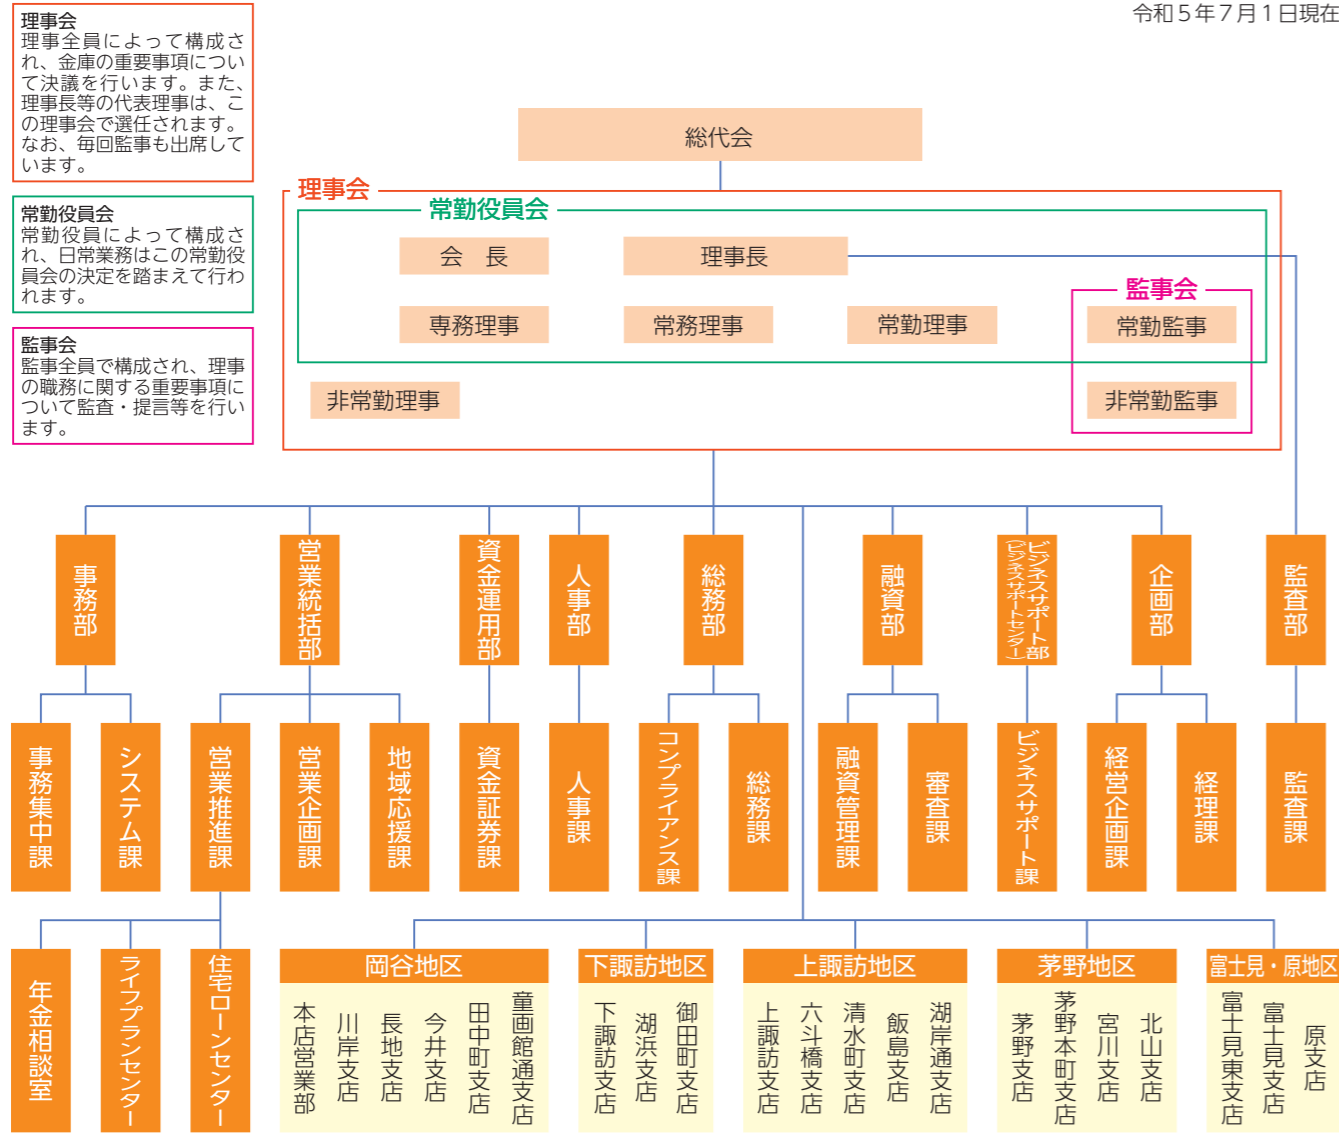 令和５年７月１日現在
理事会
理事全員によって構成さ
れ、金庫の重要事項につい
て決議を行います。また、
理事長等の代表理事は、こ
の理事会で選任されます。
なお、毎回監事も出席して
います。
常勤役員会
常勤役員によって構成さ
れ、日常業務はこの常勤役
員会の決定を踏まえて行わ
れます。
監事会
監事全員で構成され、理事
の職務に関する重要事項に
ついて監査・提言等を行い
ます。
総代会
理事会
常勤役員会
会　長
理事長
監事会
専務理事
常務理事
常勤理事
常勤監事
非常勤理事
非常勤監事
事務部
営業統括部
資金運用部
人事部
総務部
融資部
ビジネスサポート部
（ビジネスサポートセンター）
企画部
監査部
事務集中課
システム課
営業推進課
営業企画課
地域応援課
資金証券課
人事課
コンプライアンス課
総務課
融資管理課
審査課
ビジネスサポート課
経営企画課
経理課
監査課
年金相談室
ライフプランセンター
住宅ローンセンター
岡谷地区
本店営業部
川岸支店
長地支店
今井支店
田中町支店
童画館通支店
下諏訪地区
下諏訪支店
湖浜支店
御田町支店
上諏訪地区
上諏訪支店
六斗橋支店
清水町支店
飯島支店
湖岸通支店
茅野地区
茅野支店
茅野本町支店
宮川支店
北山支店
富士見・原地区
富士見東支店
富士見支店
原支店